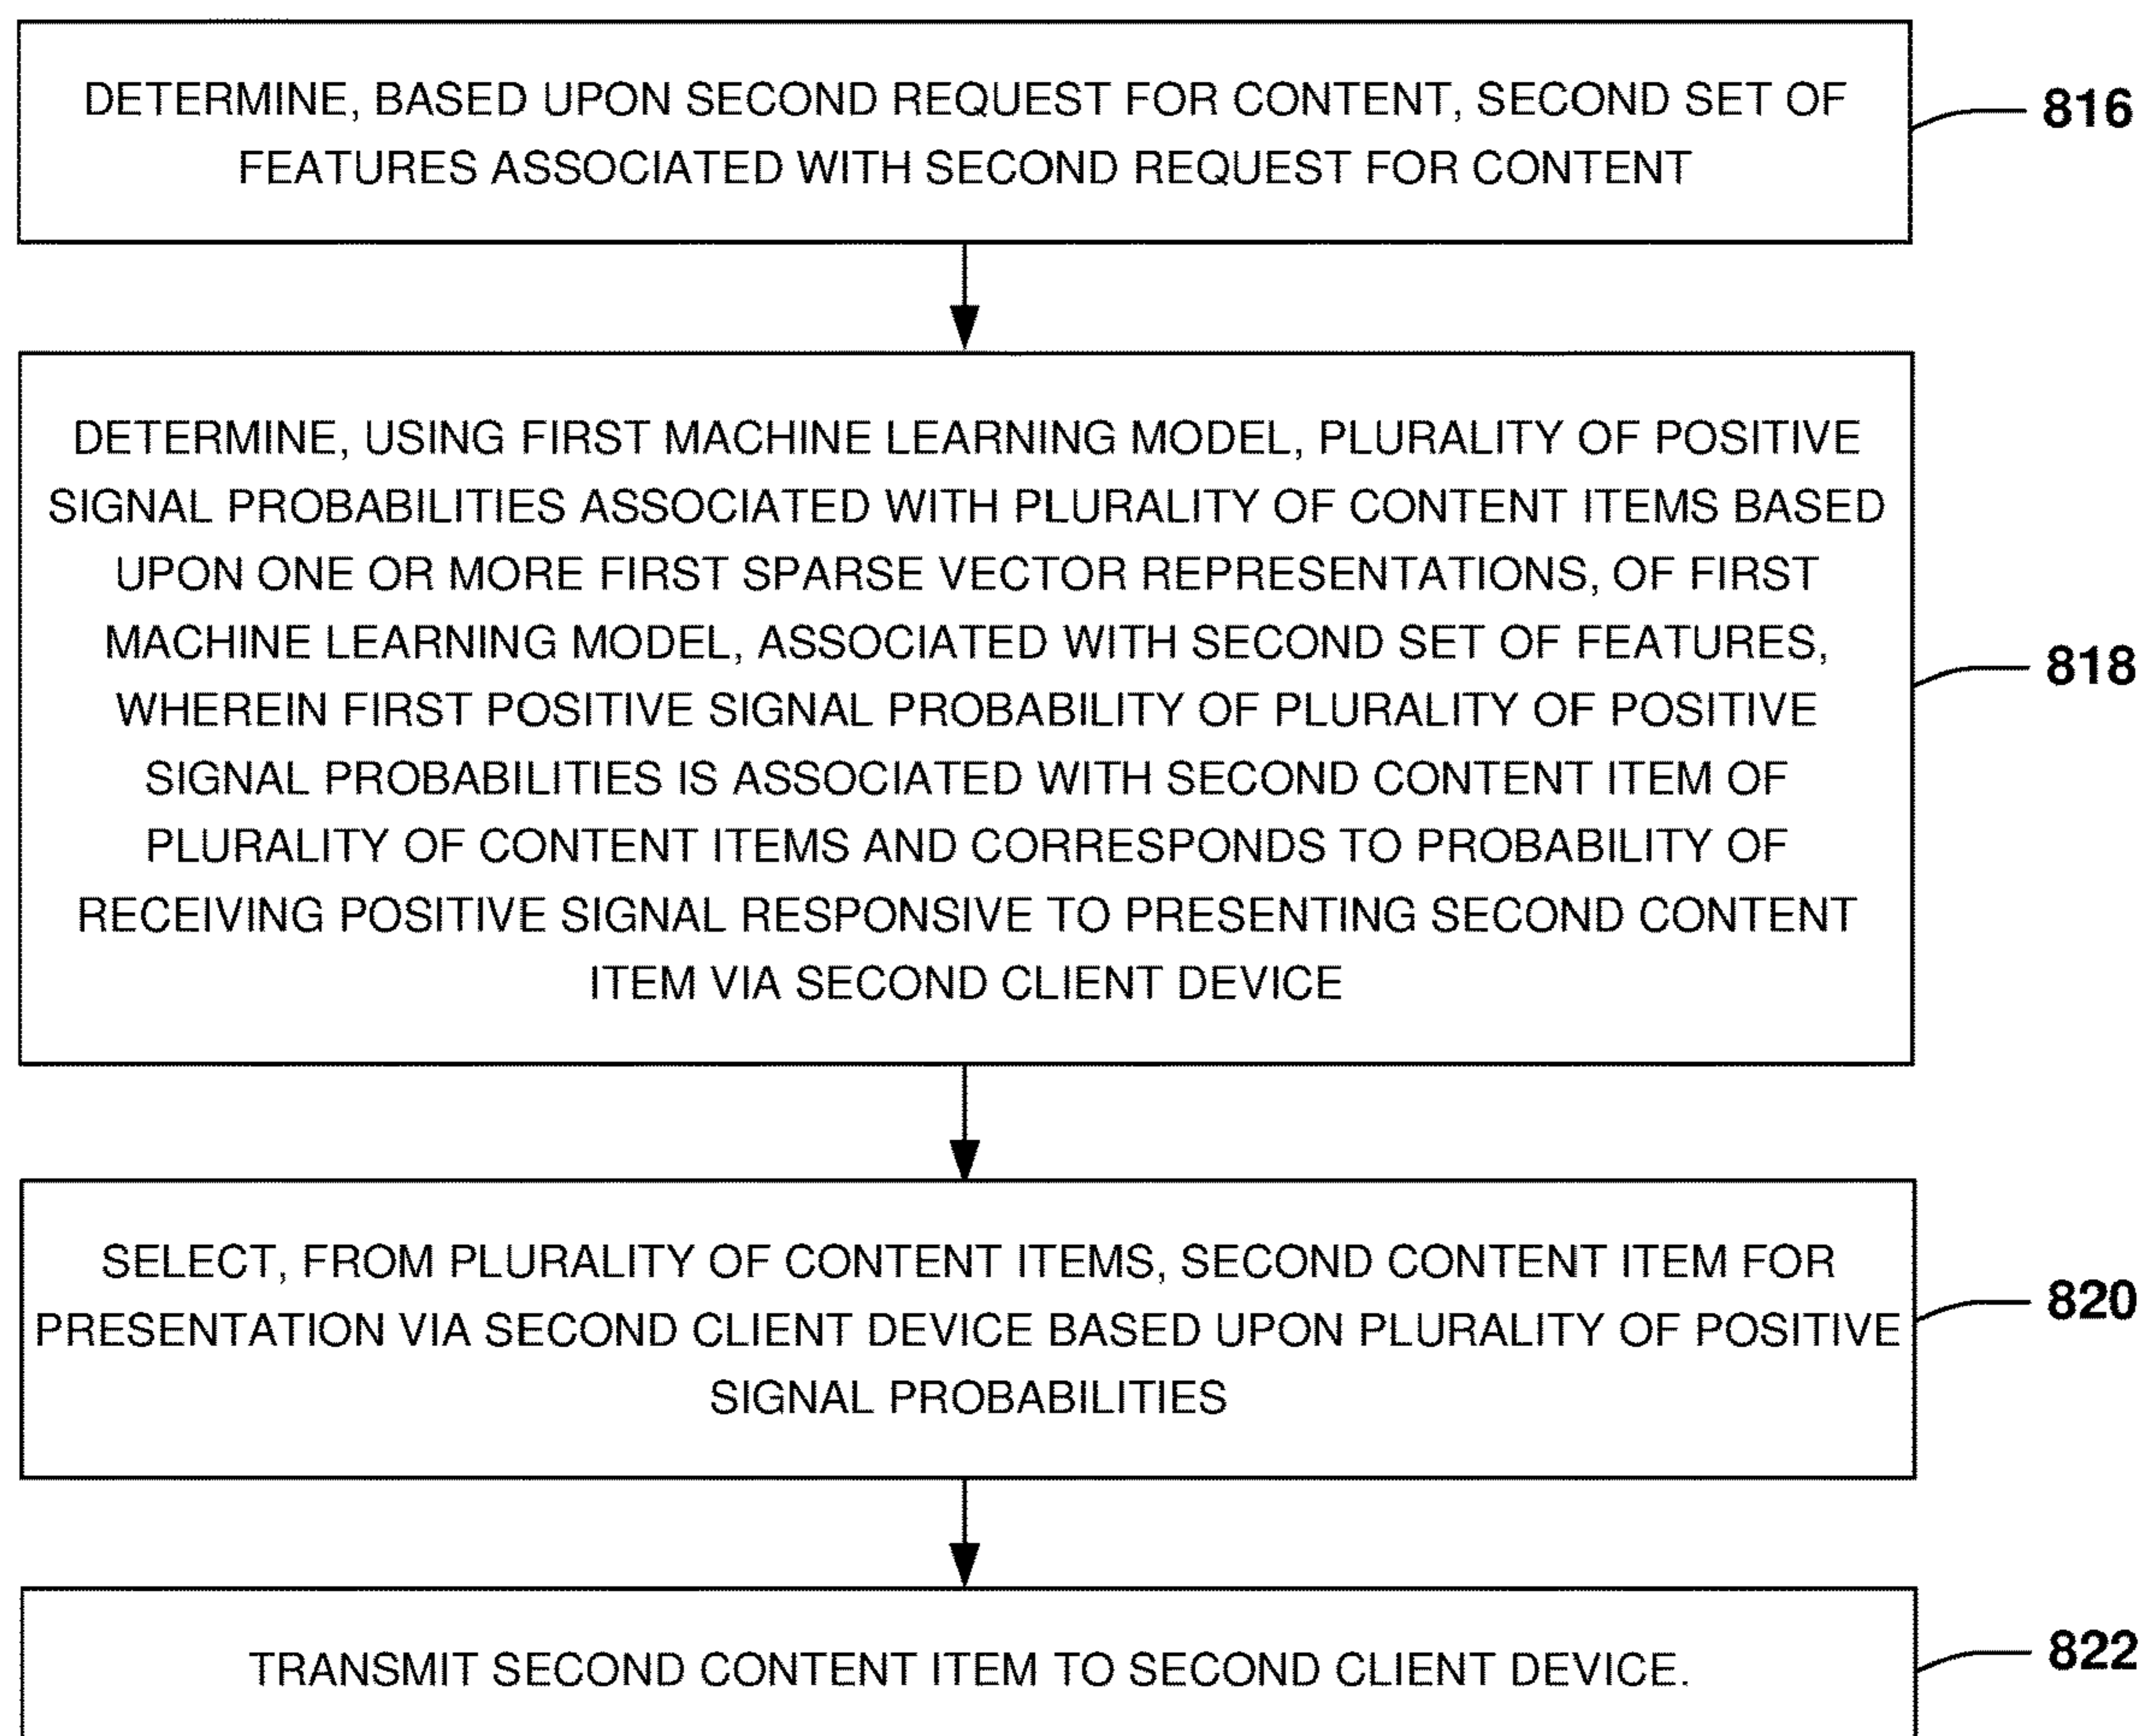 DETERMINE, BASED UPON SECOND REQUEST FOR CONTENT, SECOND SET OF
FEATURES ASSOCIATED WITH SECOND REQUEST FOR CONTENT
816
DETERMINE, USING FIRST MACHINE LEARNING MODEL, PLURALITY OF POSITIVE
SIGNAL PROBABILITIES ASSOCIATED WITH PLURALITY OF CONTENT ITEMS BASED
UPON ONE OR MORE FIRST SPARSE VECTOR REPRESENTATIONS, OF FIRST
MACHINE LEARNING MODEL, ASSOCIATED WITH SECOND SET OF FEATURES,
WHEREIN FIRST POSITIVE SIGNAL PROBABILITY OF PLURALITY OF POSITIVE
SIGNAL PROBABILITIES IS ASSOCIATED WITH SECOND CONTENT ITEM OF
PLURALITY OF CONTENT ITEMS AND CORRESPONDS TO PROBABILITY OF
RECEIVING POSITIVE SIGNAL RESPONSIVE TO PRESENTING SECOND CONTENT
ITEM VIA SECOND CLIENT DEVICE
818
SELECT, FROM PLURALITY OF CONTENT ITEMS, SECOND CONTENT ITEM FOR
PRESENTATION VIA SECOND CLIENT DEVICE BASED UPON PLURALITY OF POSITIVE
SIGNAL PROBABILITIES
820
TRANSMIT SECOND CONTENT ITEM TO SECOND CLIENT DEVICE.
822